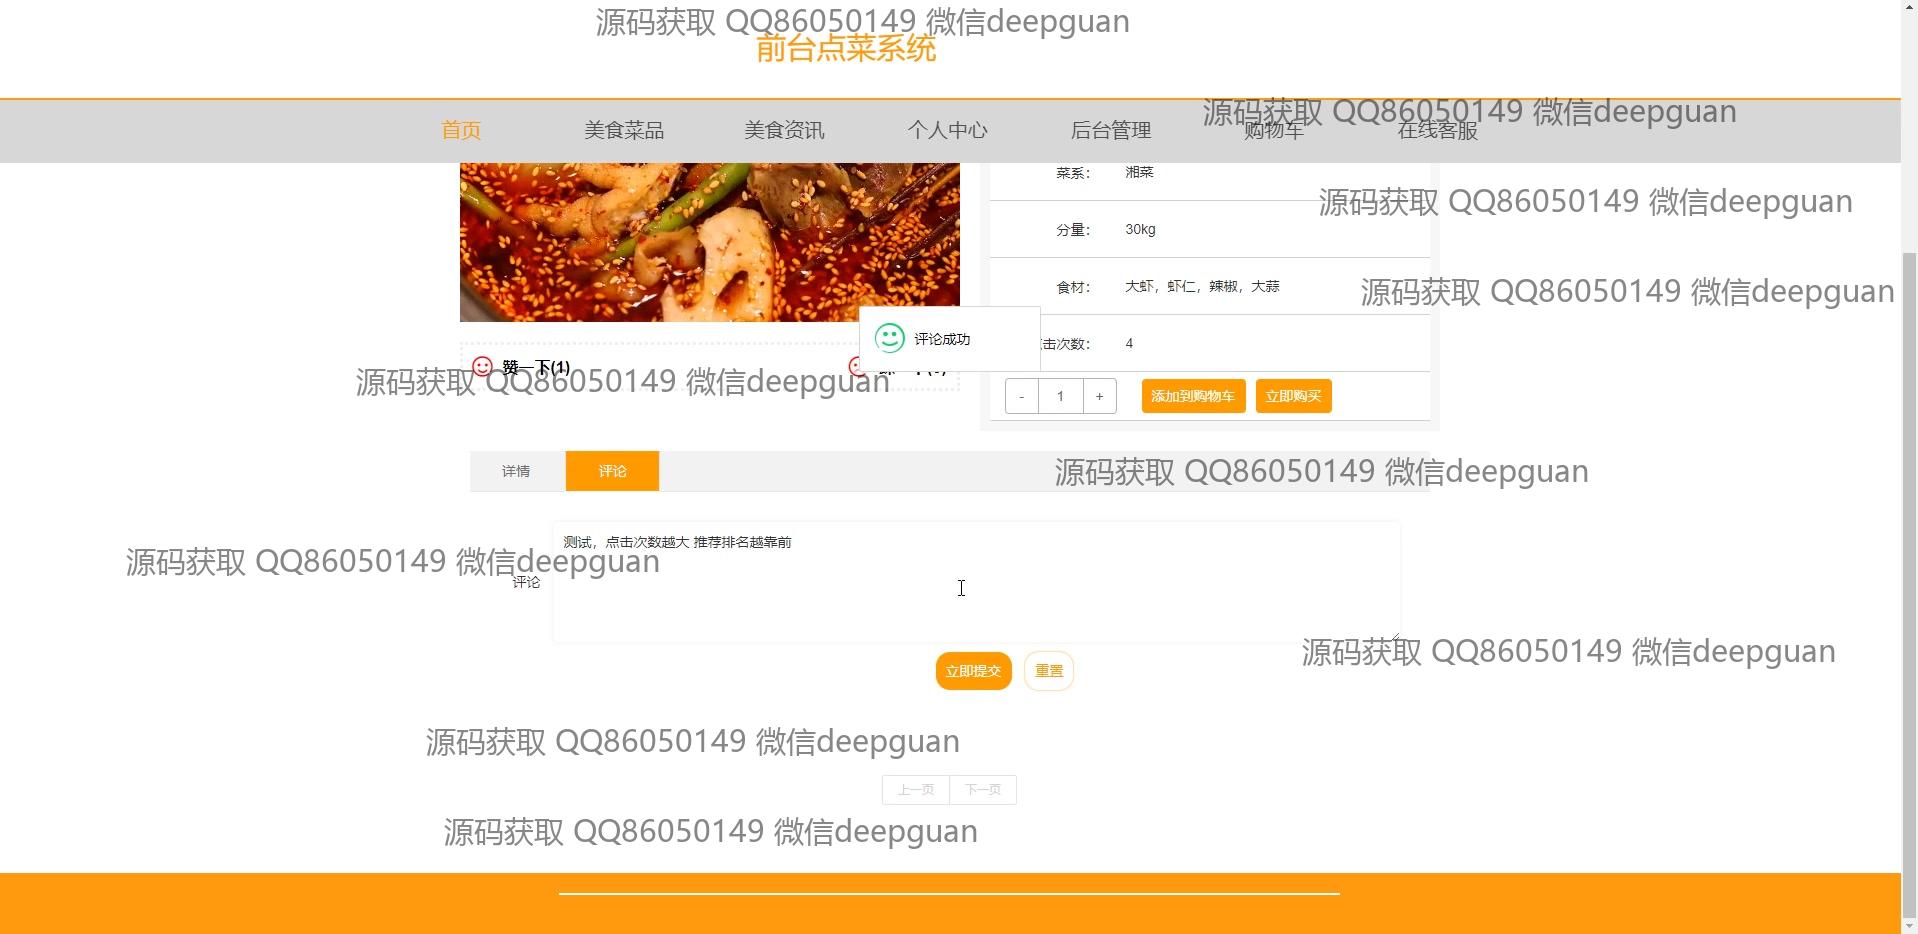 源码获取 QQ86050149 微信deepguan
前台点菜系统
源码获取 QQ86050149 微信deepguan
首页 美食菜品 美食资讯 个人中心 后台管理 购物车 在线客服
菜系： 湘菜
源码获取 QQ86050149 微信deepguan
分量： 30kg
食材： 大虾，虾仁，辣椒，大蒜
源码获取 QQ86050149 微信deepguan
评论成功
击次数： 4
赞一下(1)
源码获取 QQ86050149 微信deepguan
- 1 + 添加到购物车 立即购买
详情 评论
源码获取 QQ86050149 微信deepguan
测试，点击次数越大 推荐排名越靠前
源码获取 QQ86050149 微信deepguan
评论
源码获取 QQ86050149 微信deepguan
立即提交 重置
源码获取 QQ86050149 微信deepguan
上一页 下一页
源码获取 QQ86050149 微信deepguan